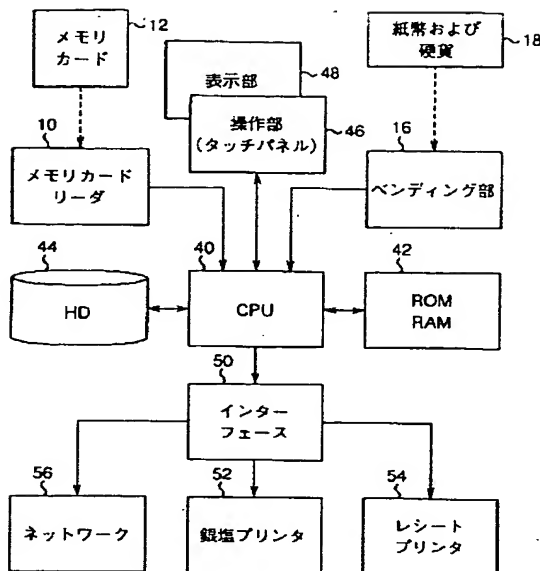 メモリ
カード
12
紙幣および
硬貨
18
表示部
48
操作部
(タッチパネル)
46
10
メモリカード
リーダ
16
ベンディング部
44
HD
40
CPU
42
ROM
RAM
50
インター
フェース
56
ネットワーク
52
銀塩プリンタ
54
レシート
プリンタ